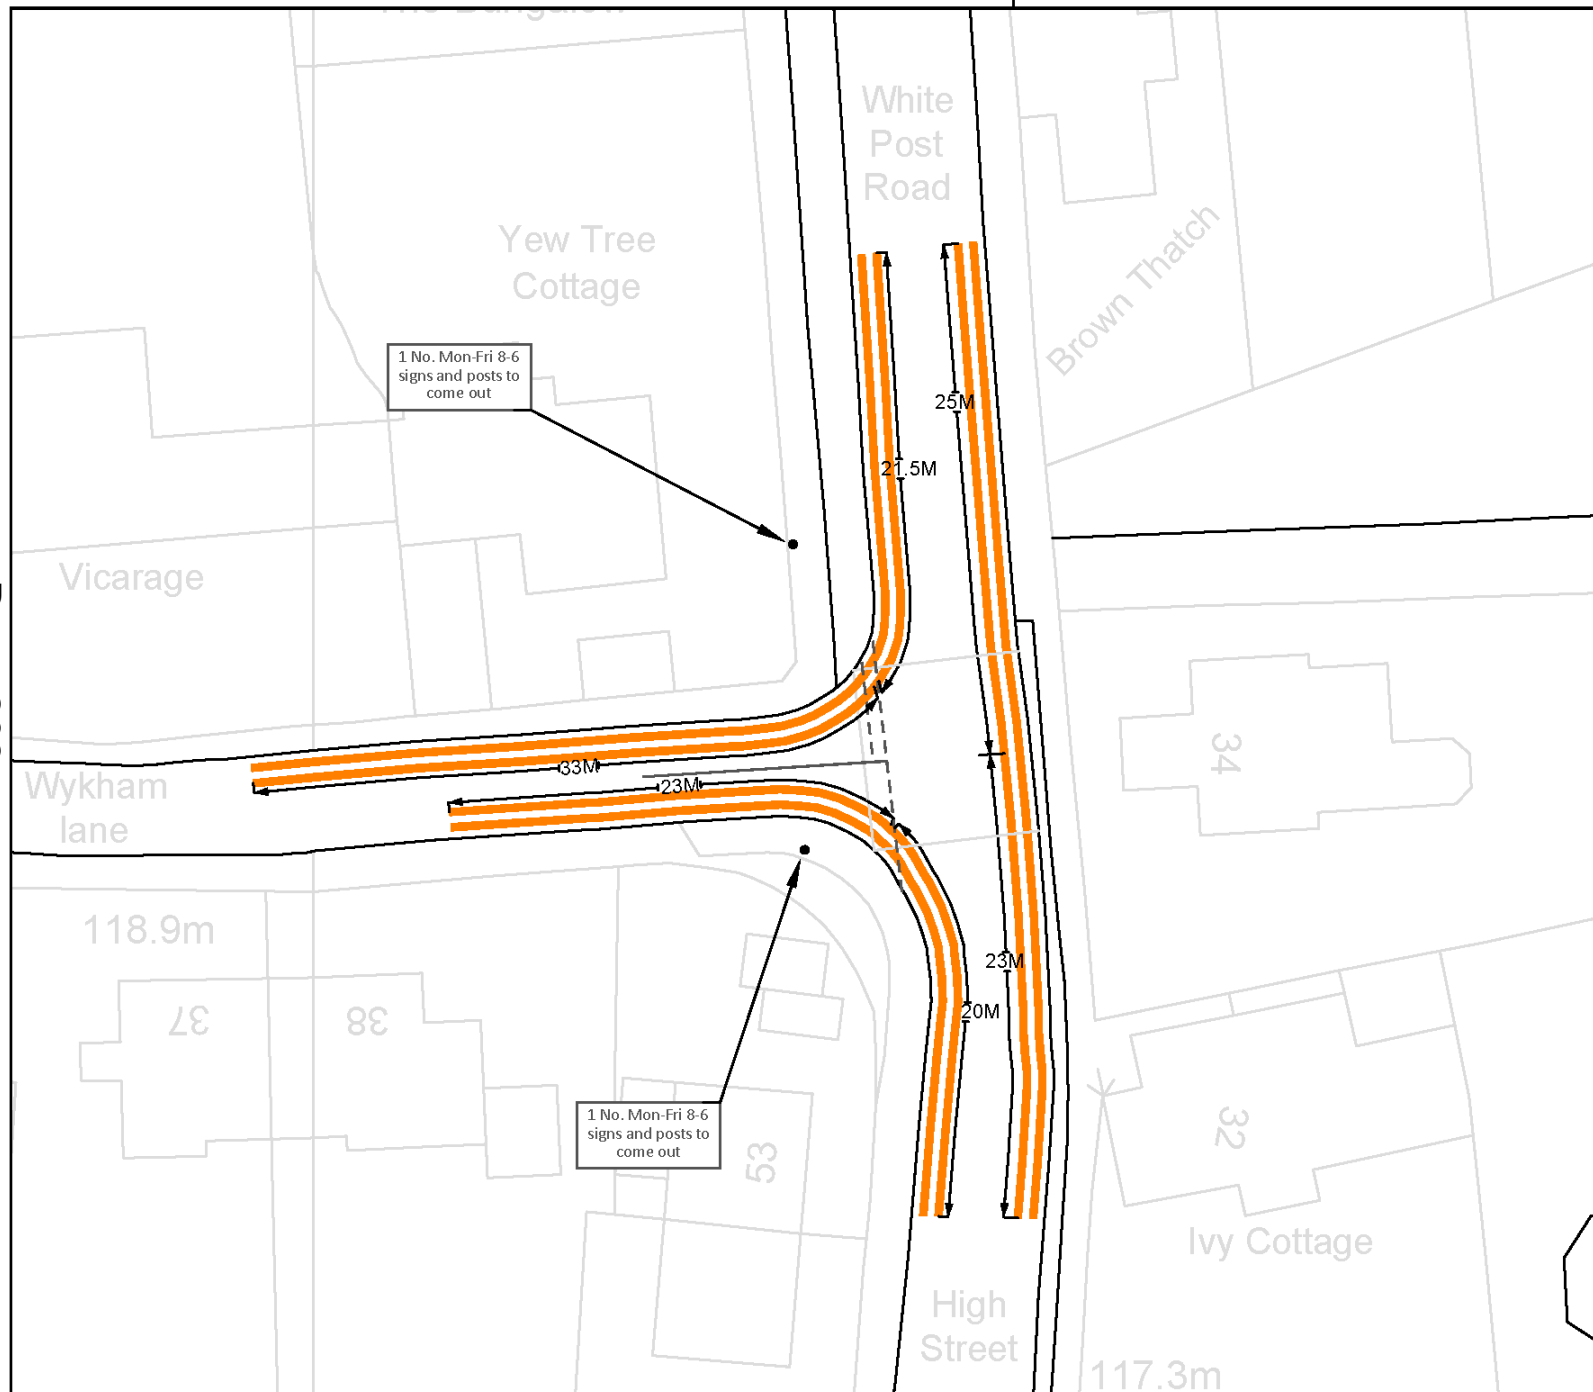 White
Post
Road
Yew Tree
Cottage
Brown Thatch
1 No. Mon-Fri 8-6
signs and posts to
come out
25M
21.5M
Vicarage
34
33M
23M
Wykham
lane
118.9m
37
38
23M
20M
1 No. Mon-Fri 8-6
signs and posts to
come out
53
32
Ivy Cottage
High
Street
117.3m